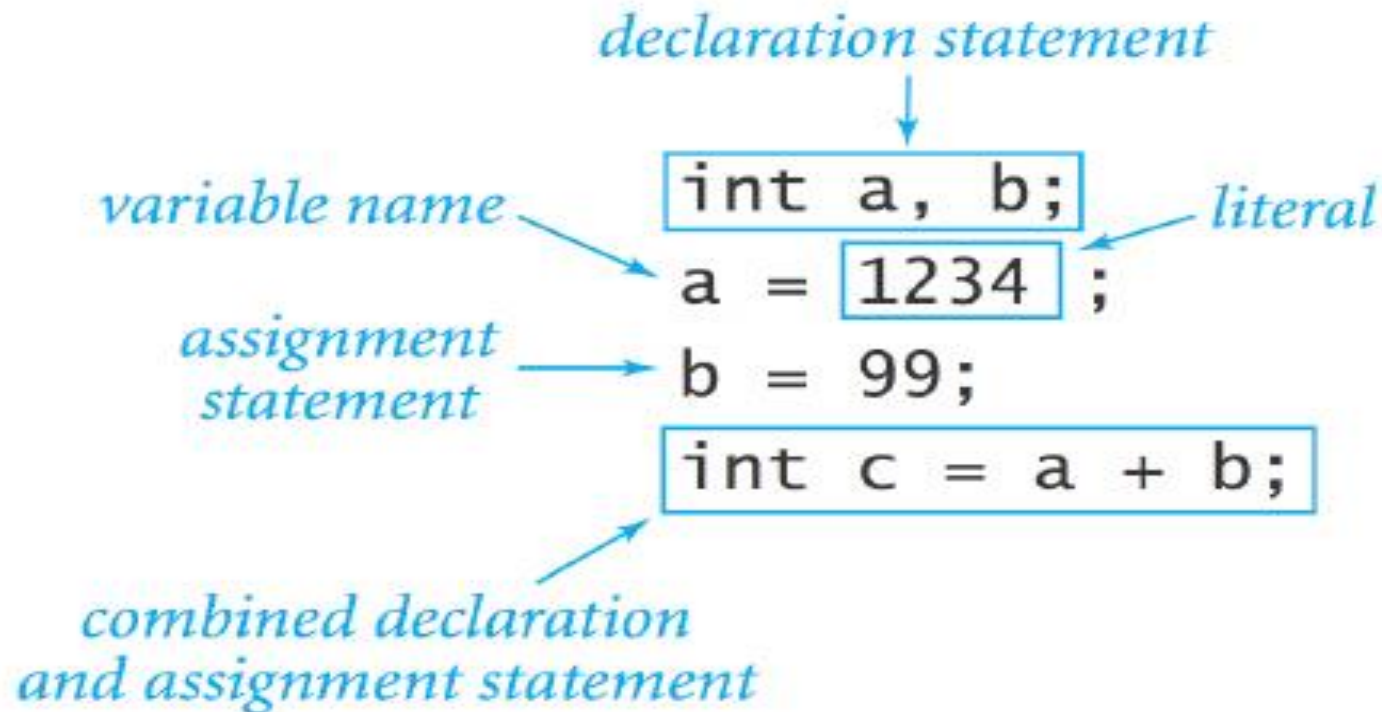 declaration statement
int a, b;
variable name
literal
a = 1234 ;
assignment
statement
b = 99;
int c = a + b;
combined declaration
and assignment statement